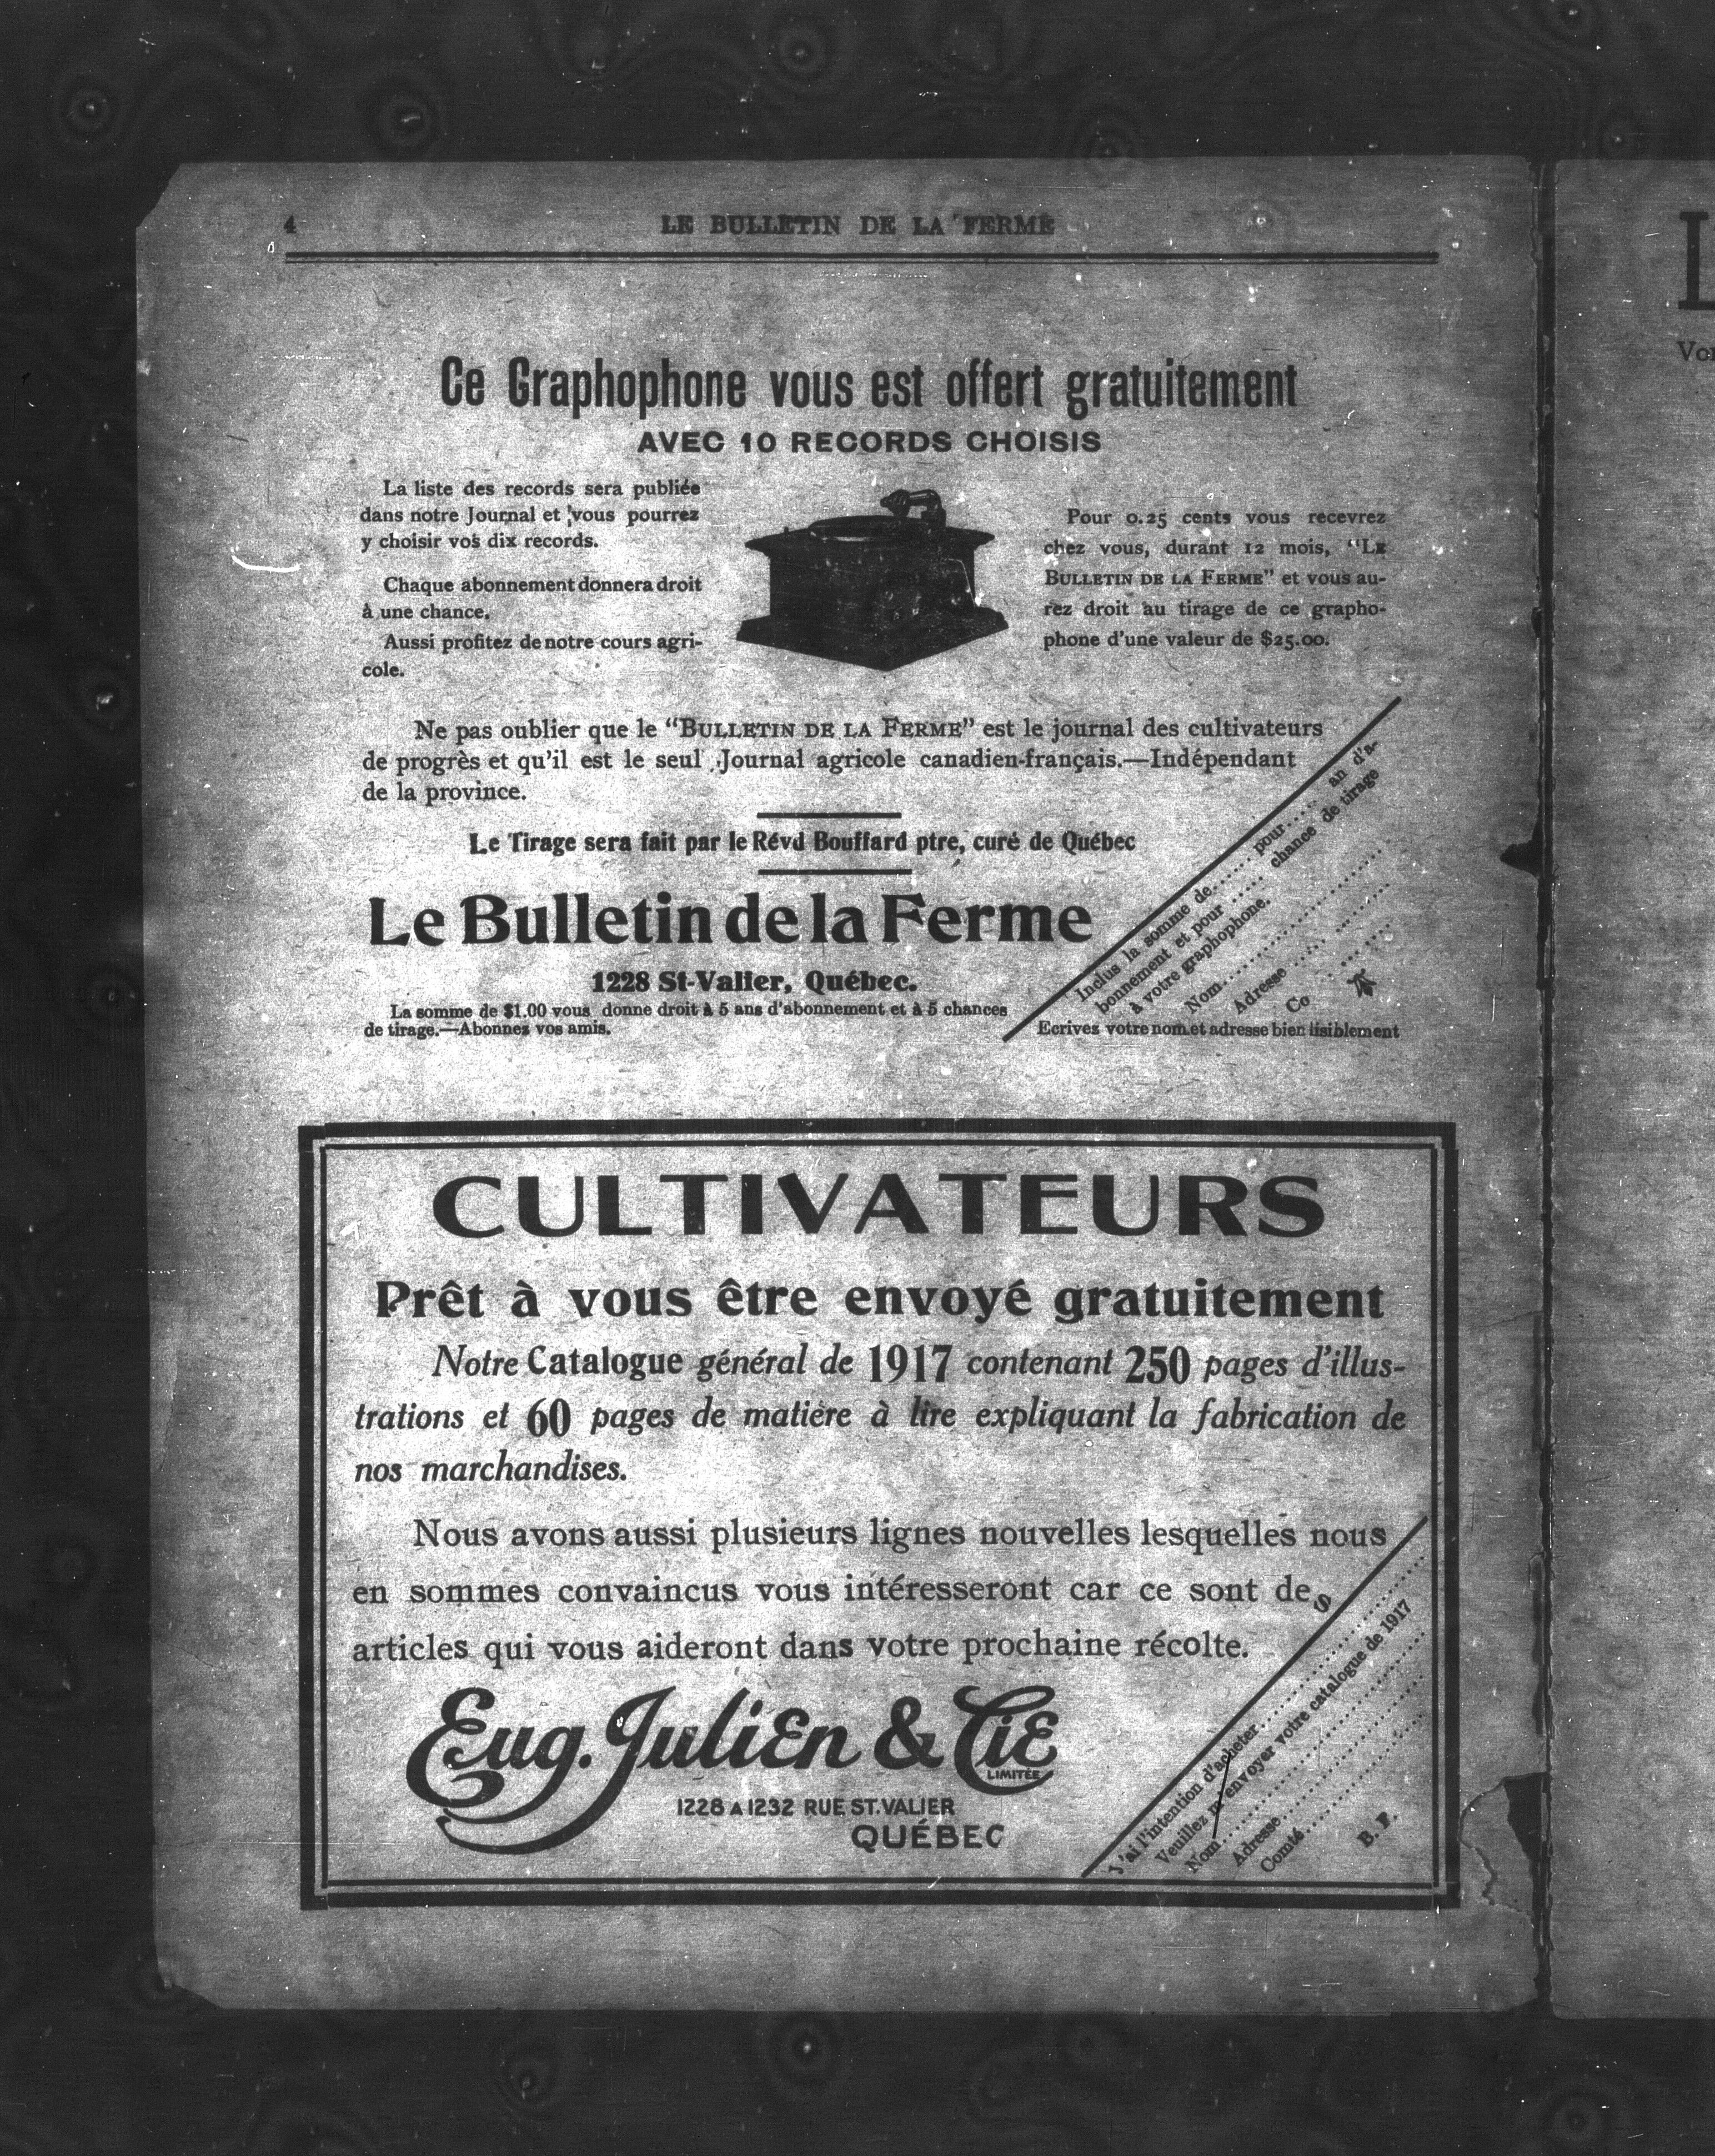 4
LE BULLETIN DE LA FERME
Ce Graphophone vous est offert gratuitement
AVEC 10 RECORDS CHOISIS
La liste des records sera publiée
dans notre Journal et vous pourrez
y choisir vos dix records.
Chaque abonnement donnera droit
à une chance.
Aussi profitez de notre cours agri-
cole.
Pour 0.25 cents vous recevrez
chez vous, durant 12 mois, "LE
BULLETIN DE LA FERME" et vous au-
rez droit au tirage de ce grapho-
phone d'une valeur de $25.00.
Ne pas oublier que le "BULLETIN DE LA FERME" est le journal des cultivateurs
de progrès et qu'il est le seul Journal agricole canadien-français.—Indépendant
de la province.
Le Tirage sera fait par le Révd Bouffard ptre, curé de Québec
Le Bulletin de la Ferme
1228 St-Valier, Québec.
La somme de $1.00 vous donne droit à 5 ans d'abonnement et à 5 chances
de tirage.—Abonnez vos amis.
Inclus la somme de...... pour.... an d'a-
bonnement et pour ..... chance de tirage
à votre graphophone.
Nom......................
Adresse ..................
Co ............
Ecrivez votre nom et adresse bien lisiblement
CULTIVATEURS
Prêt à vous être envoyé gratuitement
Notre Catalogue général de 1917 contenant 250 pages d'illus-
trations et 60 pages de matière à lire expliquant la fabrication de
nos marchandises.
Nous avons aussi plusieurs lignes nouvelles lesquelles nous
en sommes convaincus vous intéresseront car ce sont des
articles qui vous aideront dans votre prochaine récolte.
Eug. Julien & Cie
LIMITÉE
1228 A 1232 RUE ST. VALIER
QUÉBEC
J'ai l'intention d'acheter......................
Veuillez m'envoyer votre catalogue de 1917
Nom..............................
Adresse..........................
Comté....................
B. F.
L
Vo